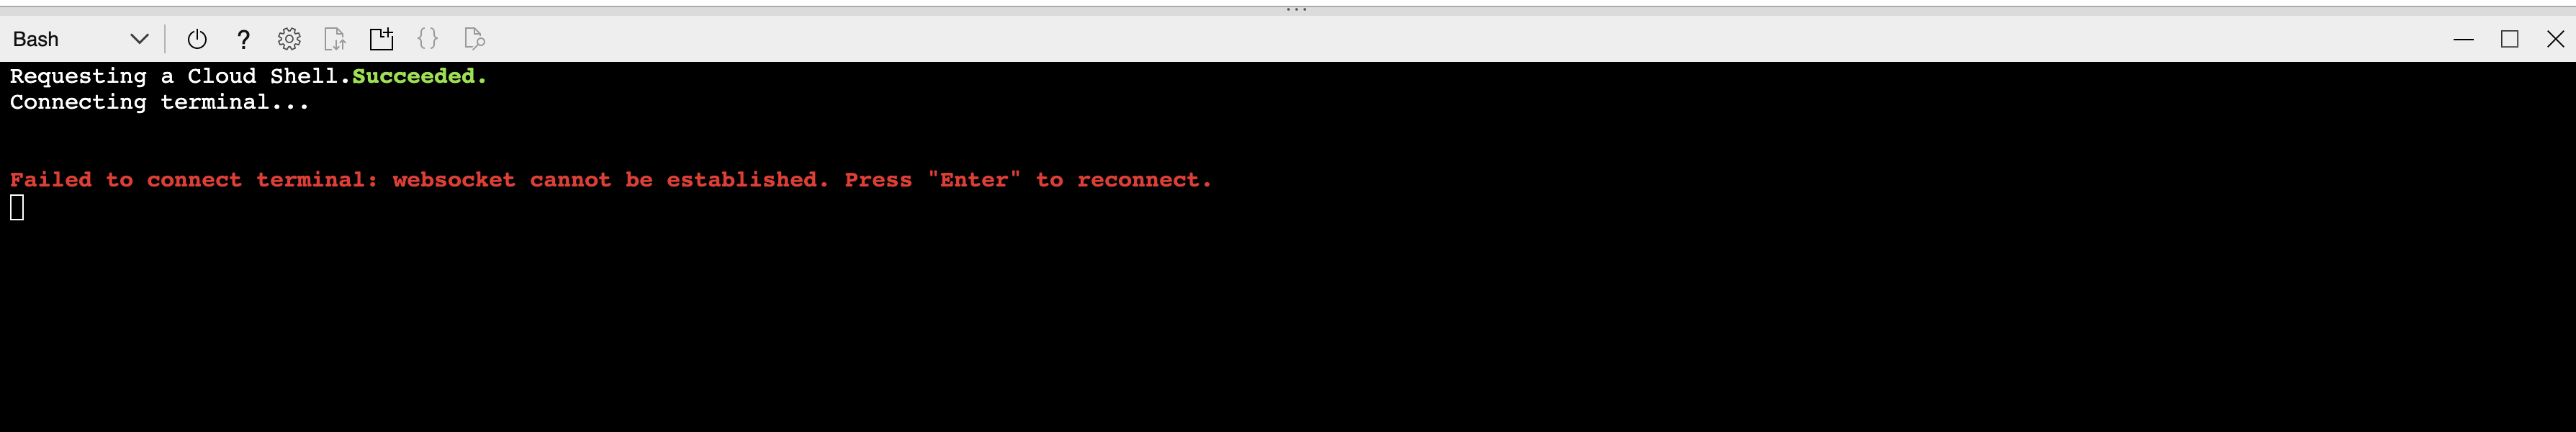 Bash
Requesting a Cloud Shell.Succeeded.
Connecting terminal...
Failed to connect terminal: websocket cannot be established. Press "Enter" to reconnect.